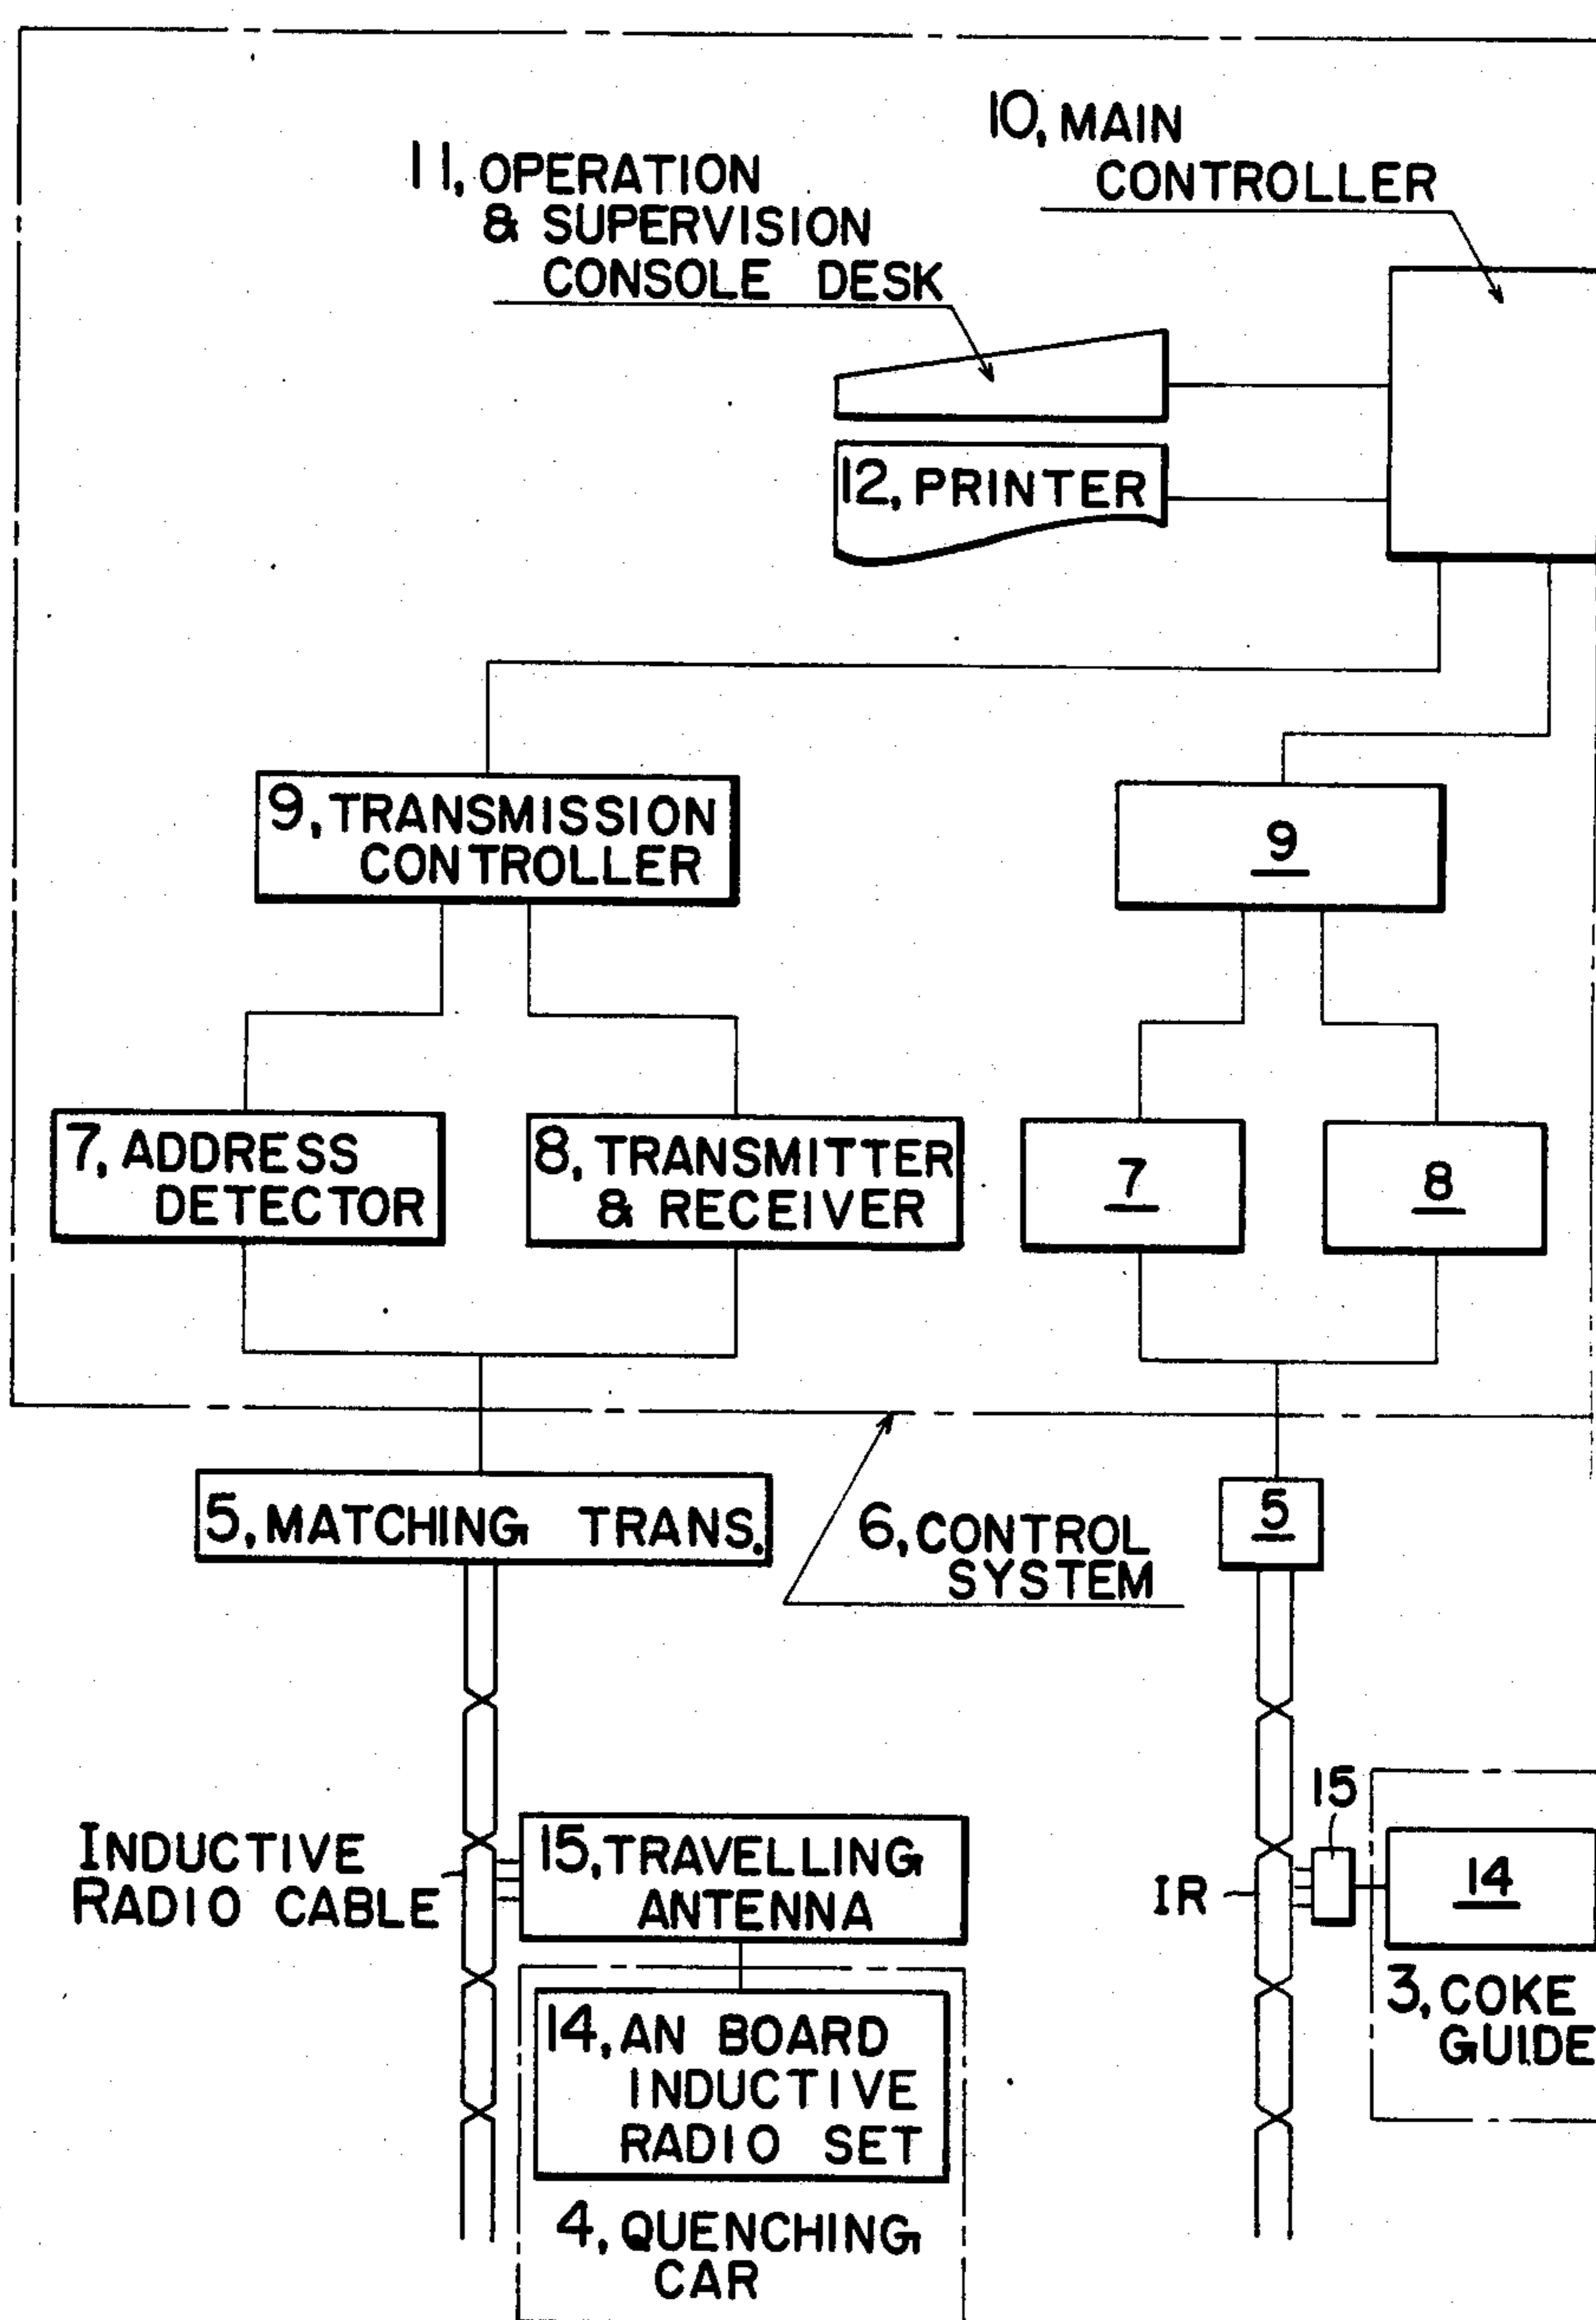 10, MAIN
CONTROLLER
11, OPERATION
& SUPERVISION
CONSOLE DESK
12, PRINTER
9, TRANSMISSION
CONTROLLER
9
7, ADDRESS
DETECTOR
8, TRANSMITTER
& RECEIVER
7
8
5, MATCHING TRANS.
6, CONTROL
SYSTEM
5
INDUCTIVE
RADIO CABLE
15, TRAVELLING
ANTENNA
IR
15
14
3, COKE
GUIDE
14, AN BOARD
INDUCTIVE
RADIO SET
4, QUENCHING
CAR